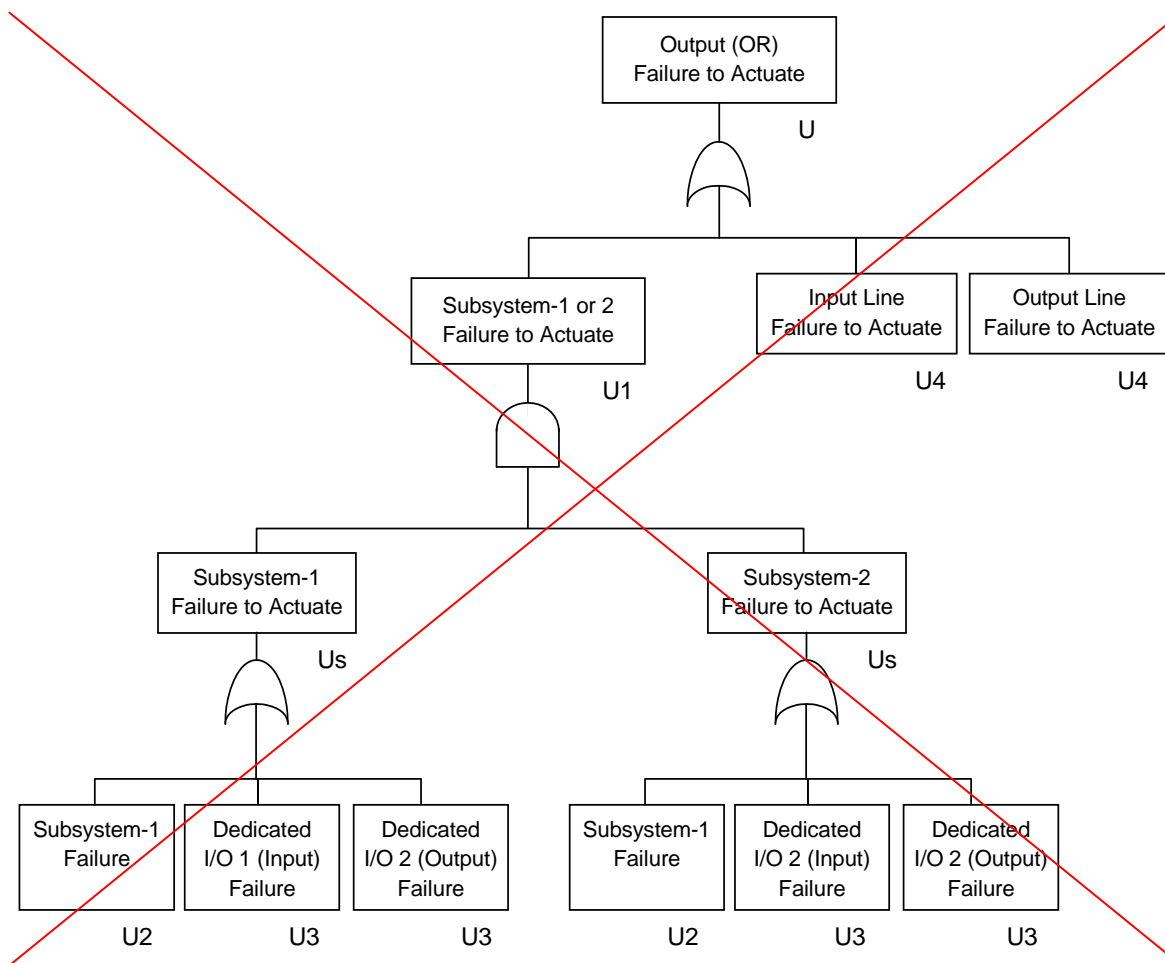 Output (OR)
Failure to Actuate
U
Subsystem-1 or 2
Failure to Actuate
U1
Input Line
Failure to Actuate
U4
Output Line
Failure to Actuate
U4
Subsystem-1
Failure to Actuate
Us
Subsystem-2
Failure to Actuate
Us
Subsystem-1
Failure
U2
Dedicated
I/O 1 (Input)
Failure
U3
Dedicated
I/O 2 (Output)
Failure
U3
Subsystem-1
Failure
U2
Dedicated
I/O 2 (Input)
Failure
U3
Dedicated
I/O 2 (Output)
Failure
U3